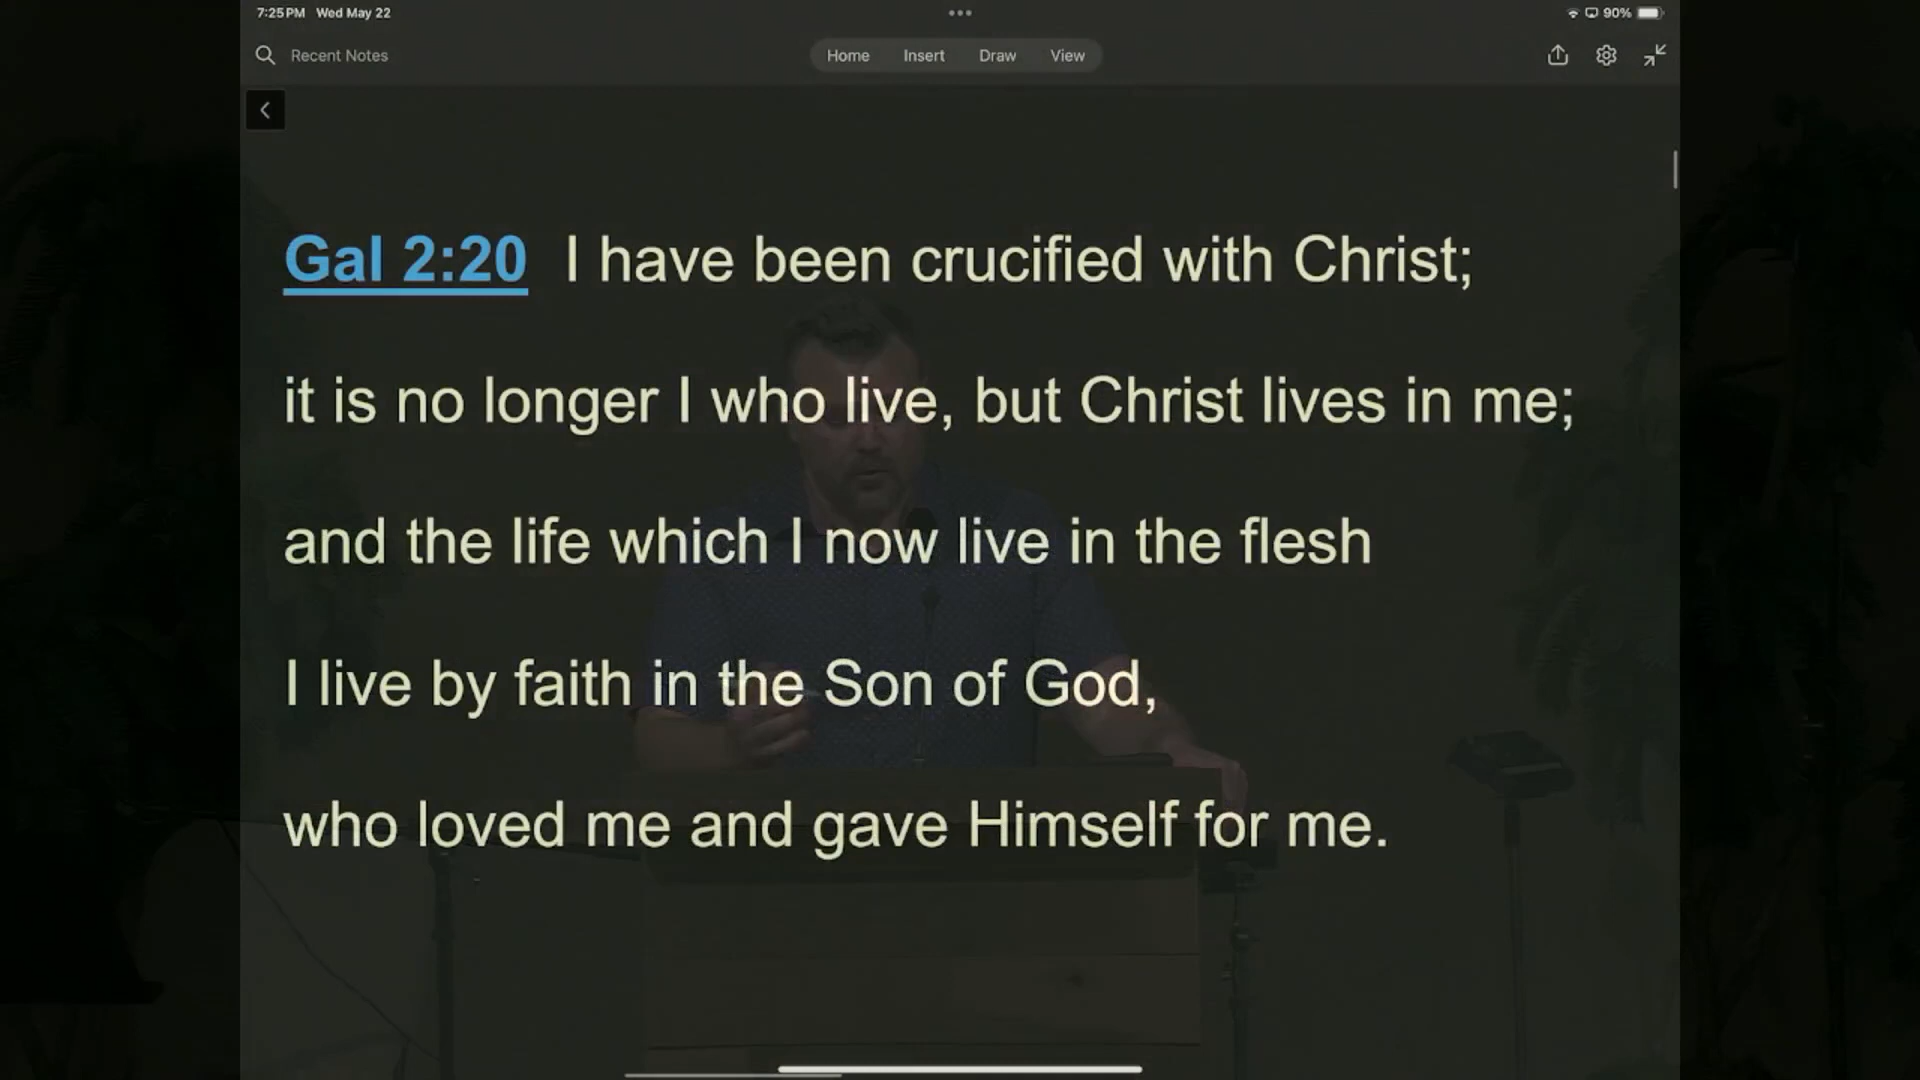 7:25 PM Wed May 22
90%
Recent Notes
Home Insert Draw View
Gal 2:20 I have been crucified with Christ;
it is no longer I who live, but Christ lives in me;
and the life which I now live in the flesh
I live by faith in the Son of God,
who loved me and gave Himself for me.